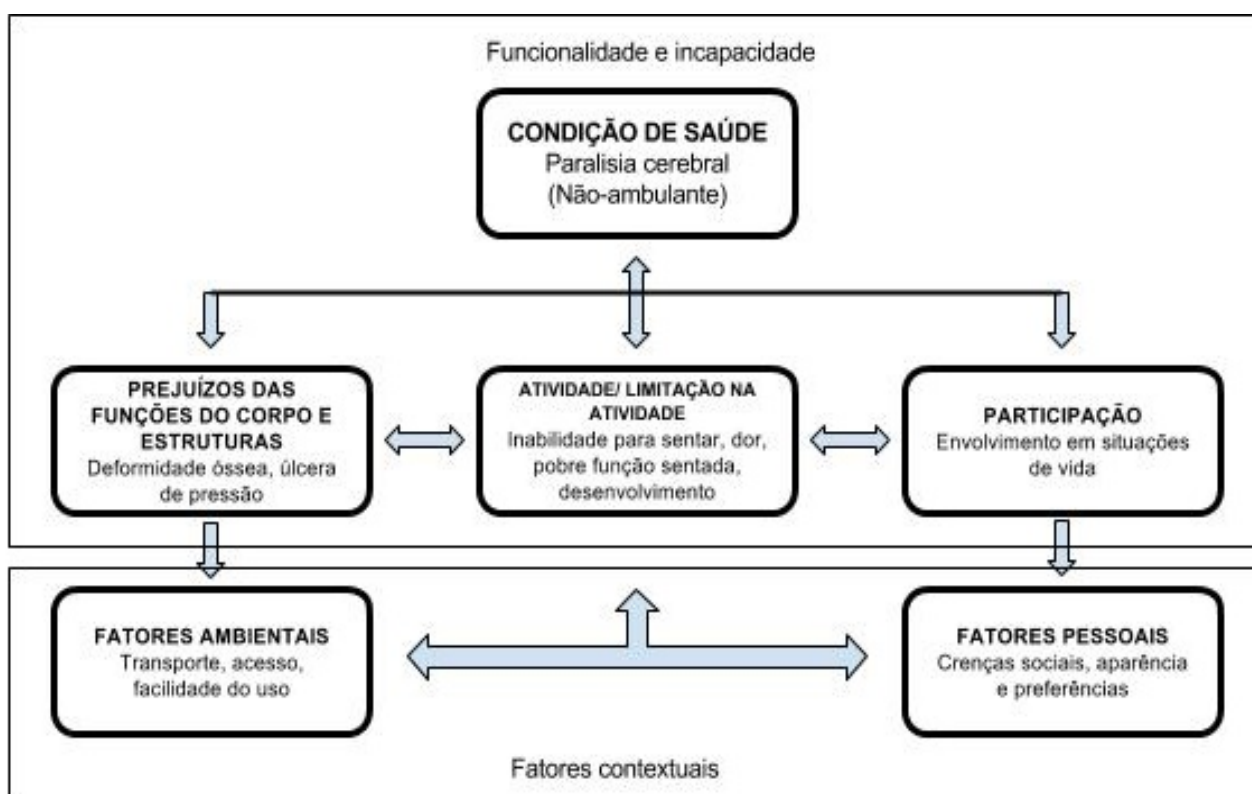 Funcionalidade e incapacidade
CONDIÇÃO DE SAÚDE
Paralisia cerebral
(Não-ambulante)
PREJUÍZOS DAS
FUNÇÕES DO CORPO E
ESTRUTURAS
Deformidade óssea, úlcera
de pressão
ATIVIDADE/ LIMITAÇÃO NA
ATIVIDADE
Inabilidade para sentar, dor,
pobre função sentada,
desenvolvimento
PARTICIPAÇÃO
Envolvimento em situações
de vida
FATORES AMBIENTAIS
Transporte, acesso,
facilidade do uso
FATORES PESSOAIS
Crenças sociais, aparência
e preferências
Fatores contextuais